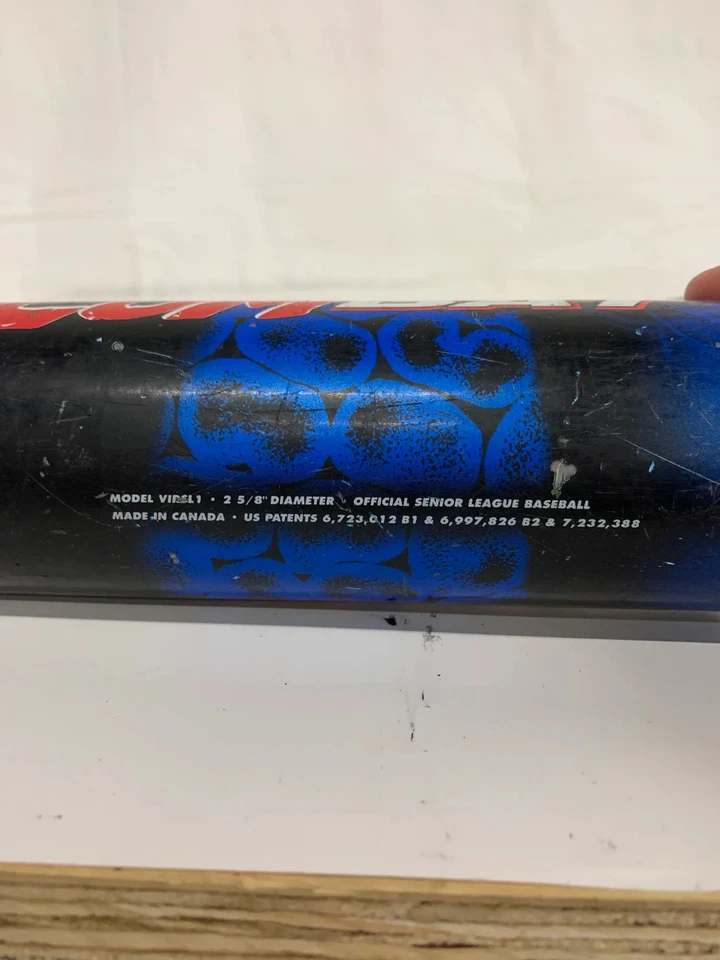 COMBAT
MODEL VIRSL1 • 2 5/8" DIAMETER • OFFICIAL SENIOR LEAGUE BASEBALL
MADE IN CANADA • US PATENTS 6,723,012 B1 & 6,997,826 B2 & 7,232,388